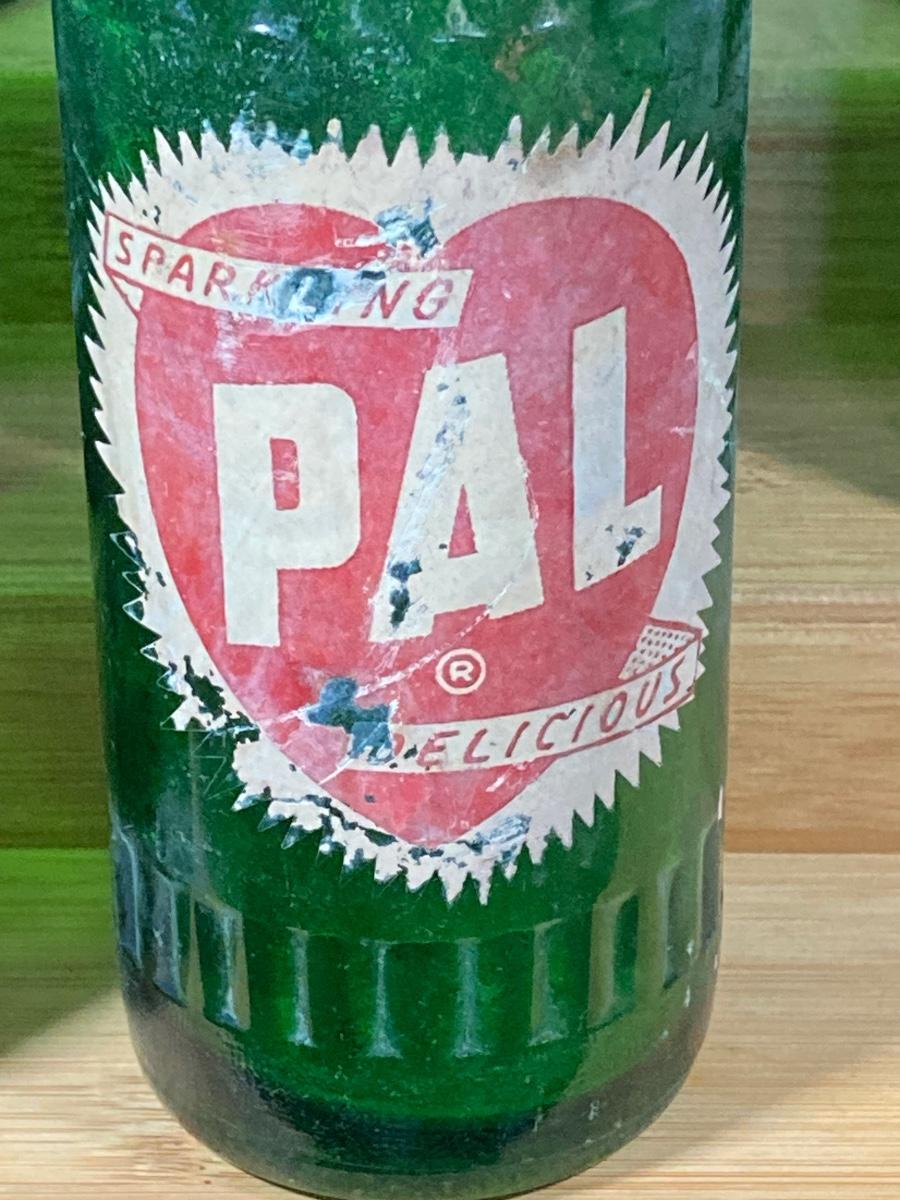 SPARKLING
PAL
®
DELICIOUS